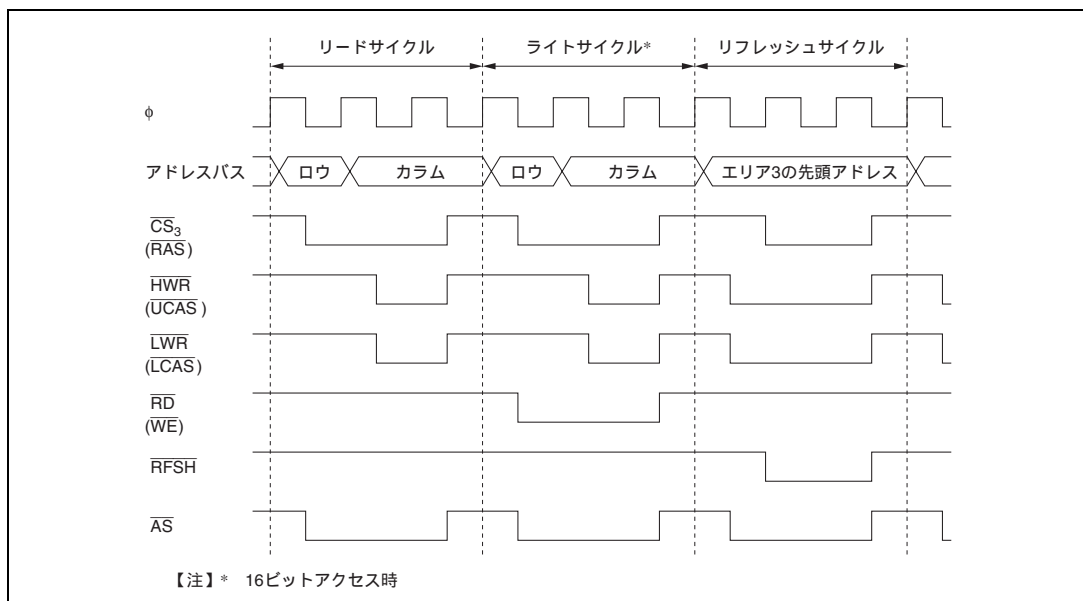 リードサイクル ライトサイクル* リフレッシュサイクル
φ
アドレスバス ロウ カラム ロウ カラム エリア3の先頭アドレス
CS3
(RAS)
HWR
(UCAS)
LWR
(LCAS)
RD
(WE)
RFSH
AS
【注】* 16ビットアクセス時